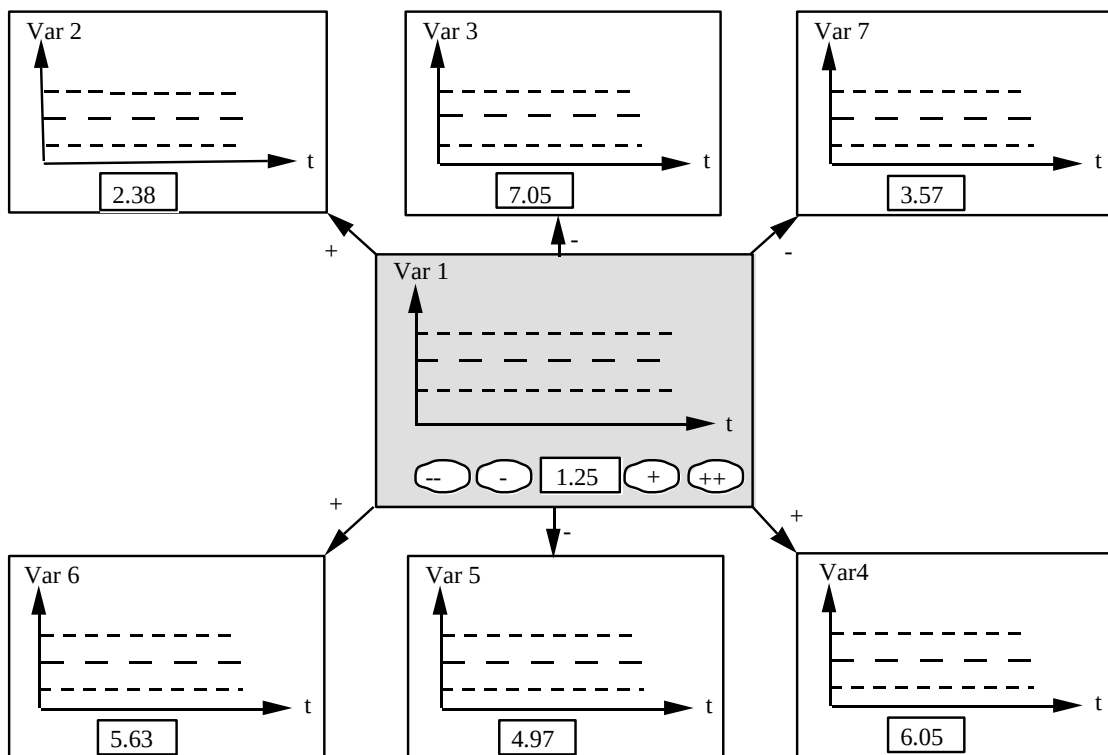 Var 2
t
2.38
Var 3
t
7.05
Var 7
t
3.57
+
-
-
Var 1
t
-- - 1.25 + ++
+
-
+
Var 6
t
5.63
Var 5
t
4.97
Var4
t
6.05